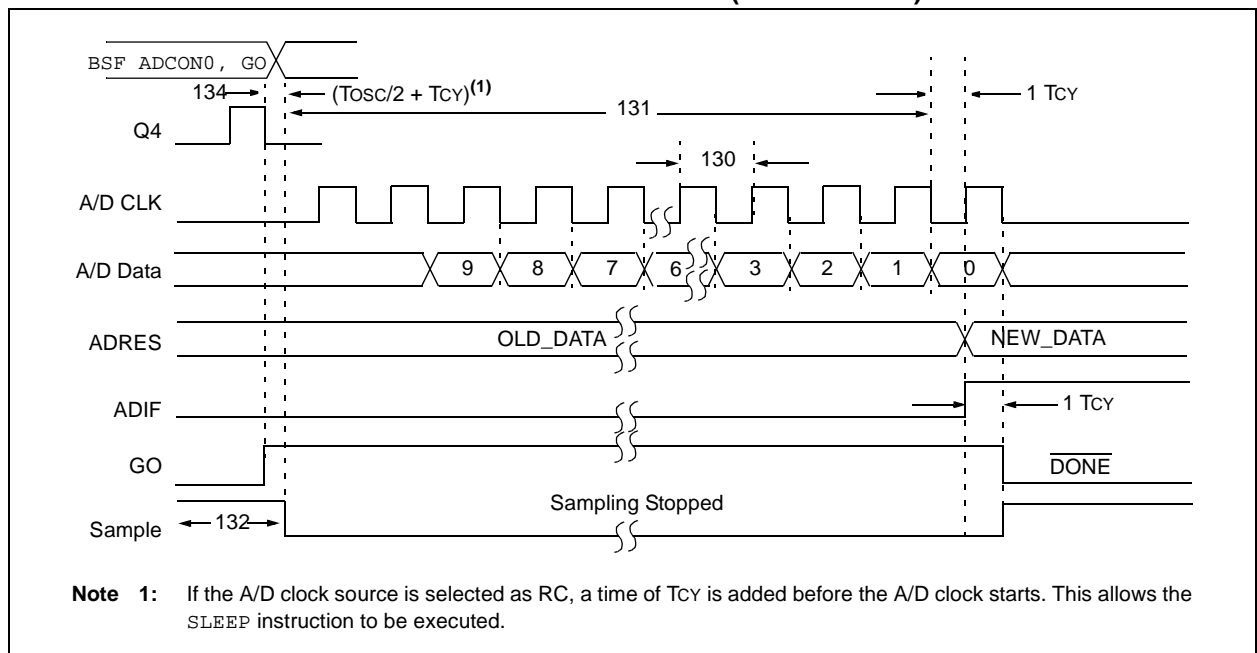 BSF ADCON0, GO
134
(TOSC/2 + TCY)(1)
131
1 TCY
Q4
130
A/D CLK
A/D Data
9 8 7 6 3 2 1 0
ADRES
OLD_DATA
NEW_DATA
ADIF
1 TCY
GO
DONE
Sampling Stopped
Sample
132
Note 1: If the A/D clock source is selected as RC, a time of TCY is added before the A/D clock starts. This allows the
SLEEP instruction to be executed.